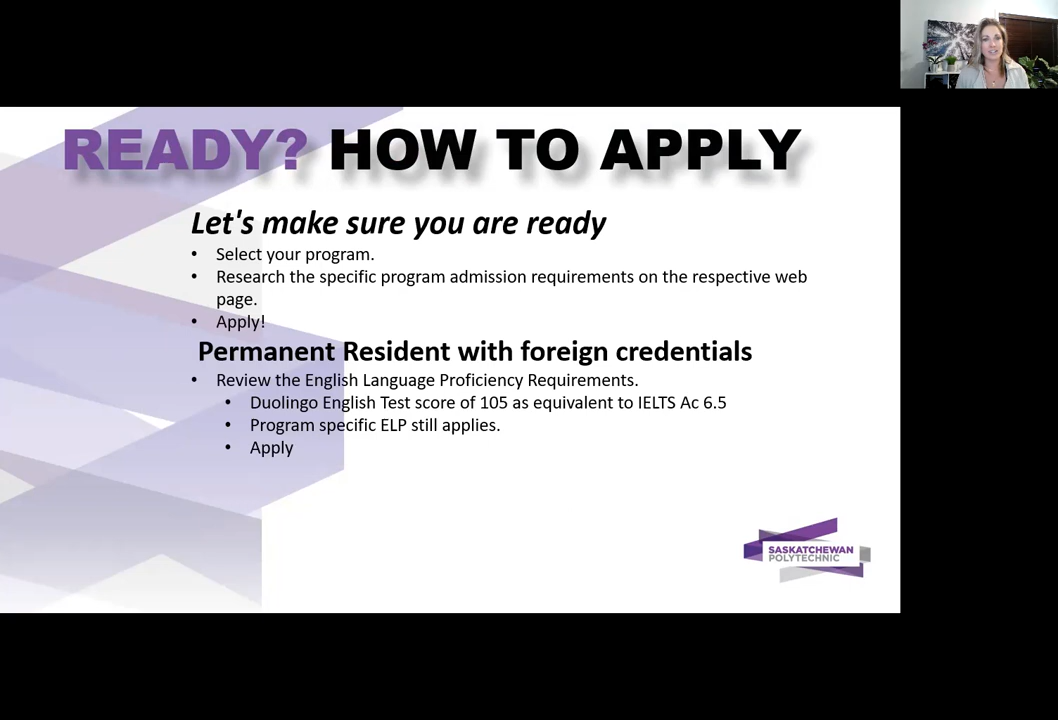 READY? HOW TO APPLY
Let's make sure you are ready
• Select your program.
• Research the specific program admission requirements on the respective web
page.
• Apply!
Permanent Resident with foreign credentials
• Review the English Language Proficiency Requirements.
• Duolingo English Test score of 105 as equivalent to IELTS Ac 6.5
• Program specific ELP still applies.
• Apply
SASKATCHEWAN
POLYTECHNIC